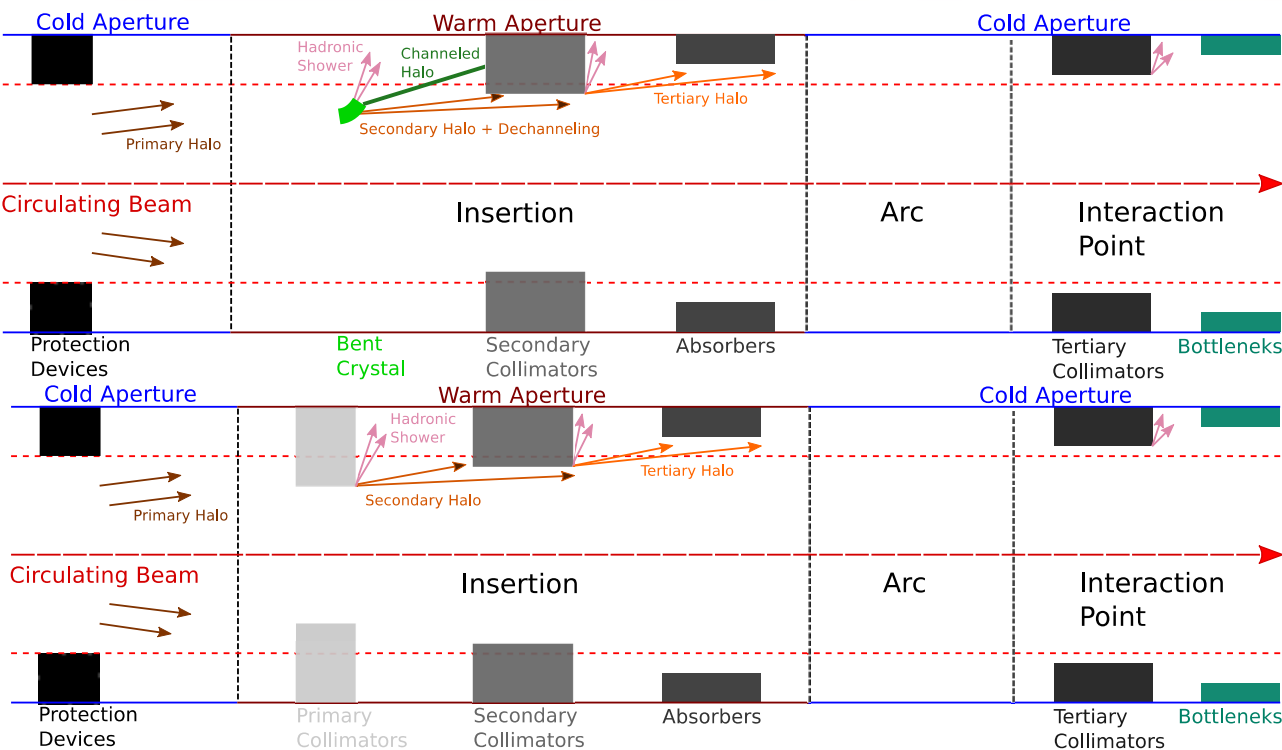 Cold Aperture
Warm Aperture
Cold Aperture
Hadronic
Shower
Channeled
Halo
Tertiary Halo
Primary Halo
Secondary Halo + Dechanneling
Circulating Beam
Insertion
Arc
Interaction
Point
Protection
Devices
Bent
Crystal
Secondary
Collimators
Absorbers
Tertiary
Collimators
Bottleneks
Cold Aperture
Warm Aperture
Cold Aperture
Hadronic
Shower
Tertiary Halo
Primary Halo
Secondary Halo
Circulating Beam
Insertion
Arc
Interaction
Point
Protection
Devices
Primary
Collimators
Secondary
Collimators
Absorbers
Tertiary
Collimators
Bottleneks